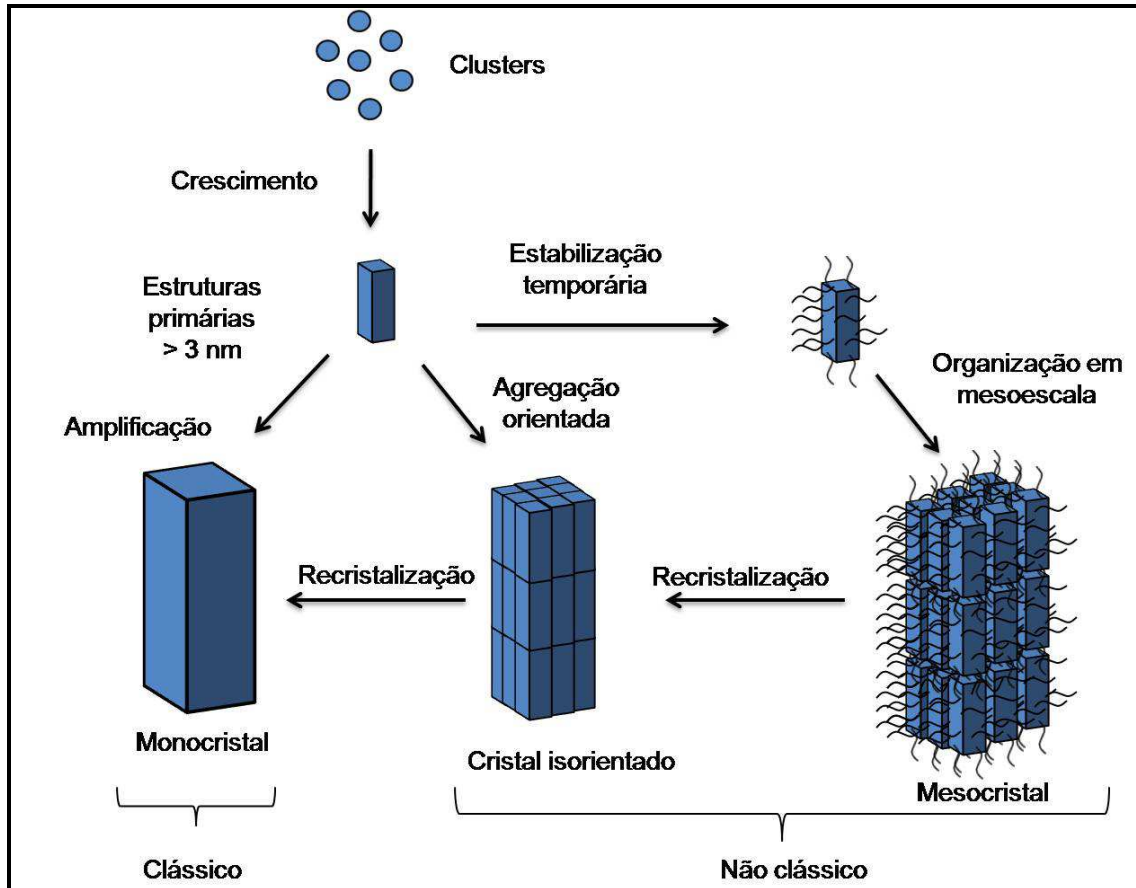 Clusters
Crescimento
Estabilização
temporária
Estruturas
primárias
> 3 nm
Organização em
mesoescala
Agregação
orientada
Amplificação
Recristalização
Recristalização
Monocristal
Cristal isorientado
Mesocristal
Clássico
Não clássico